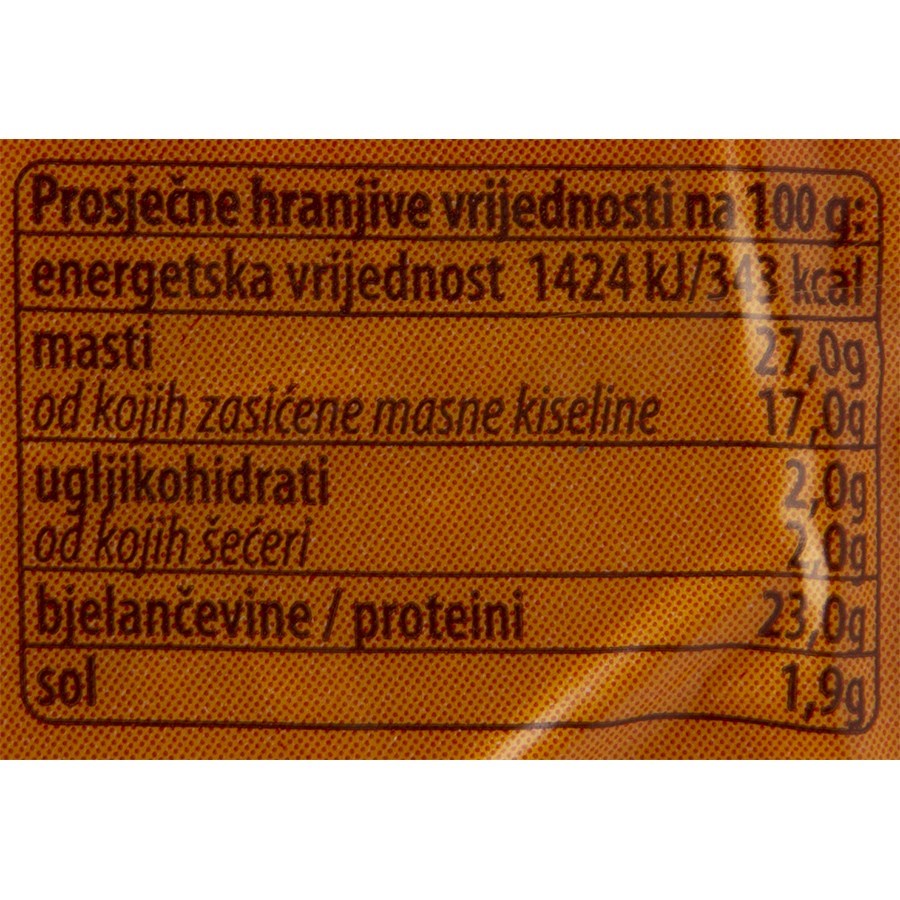 Prosječne hranjive vrijednosti na 100 g:
energetska vrijednost 1424 kJ/343 kcal
masti 27,0g
od kojih zasićene masne kiseline 17,0g
ugljikohidrati 2,0g
od kojih šećeri 2,0g
bjelančevine / proteini 23,0g
sol 1,9g